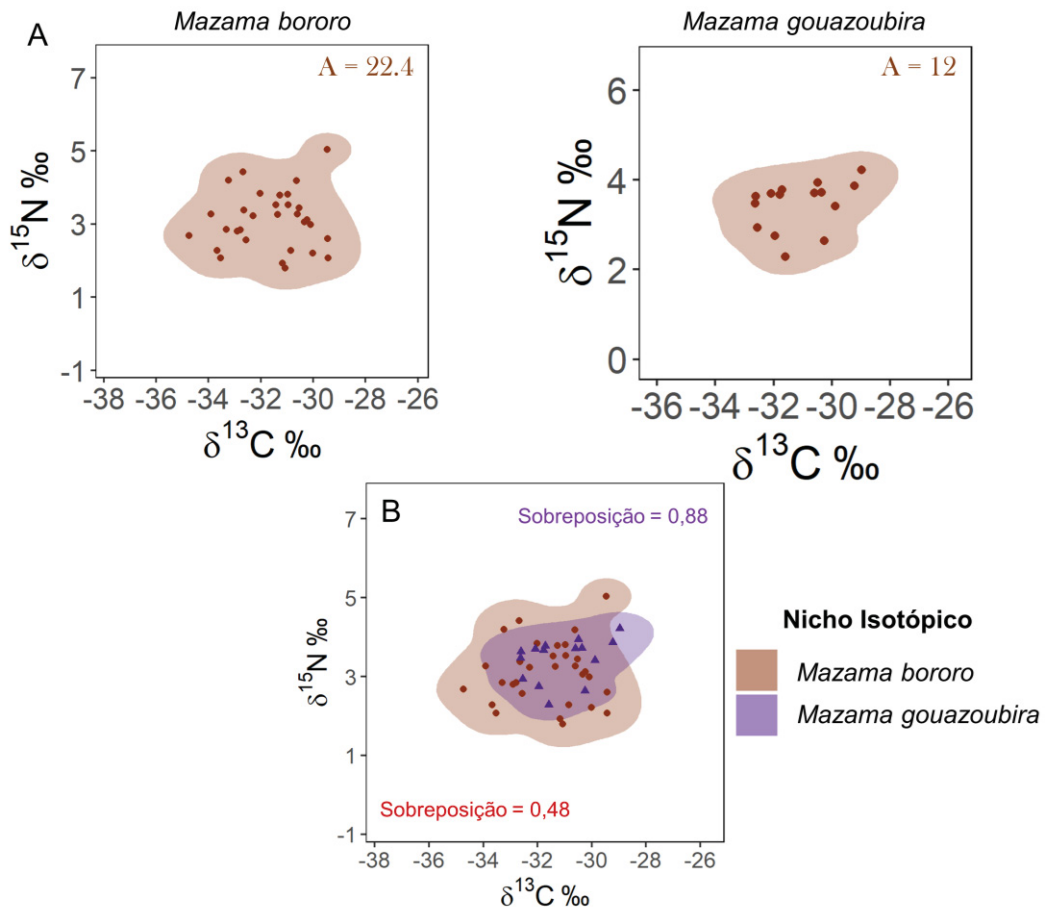 A
Mazama bororo
A = 22.4
7
5
3
1
-1
δ¹⁵N ‰
-38 -36 -34 -32 -30 -28 -26
δ¹³C ‰
Mazama gouazoubira
A = 12
6
4
2
0
δ¹⁵N ‰
-36 -34 -32 -30 -28 -26
δ¹³C ‰
B
Sobreposição = 0,88
7
5
3
1
-1
δ¹⁵N ‰
Sobreposição = 0,48
-38 -36 -34 -32 -30 -28 -26
δ¹³C ‰
Nicho Isotópico
Mazama bororo
Mazama gouazoubira